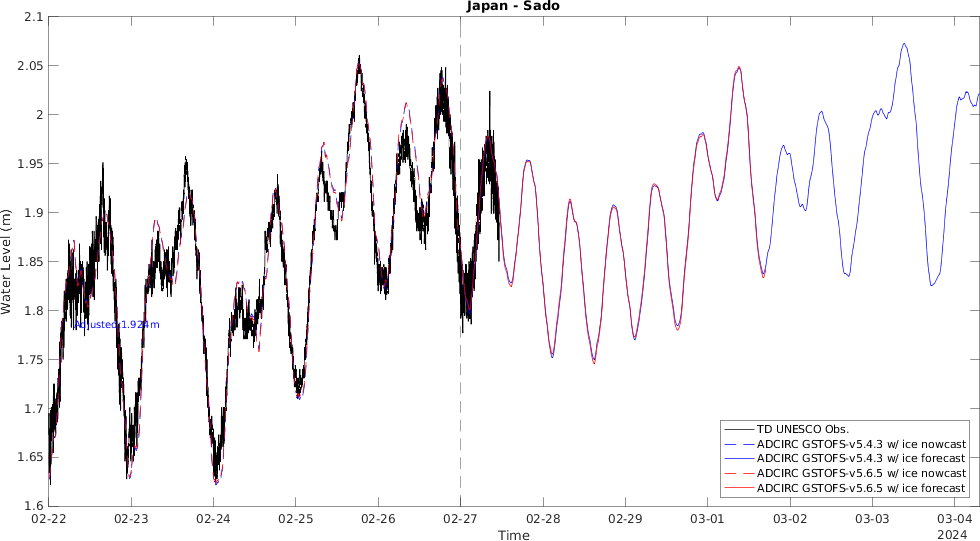 Japan - Sado
2.1
2.05
2
1.95
1.9
1.85
1.8
1.75
1.7
1.65
1.6
Water Level (m)
Adjusted:1.924m
TD UNESCO Obs.
ADCIRC GSTOFS-v5.4.3 w/ ice nowcast
ADCIRC GSTOFS-v5.4.3 w/ ice forecast
ADCIRC GSTOFS-v5.6.5 w/ ice nowcast
ADCIRC GSTOFS-v5.6.5 w/ ice forecast
02-22 02-23 02-24 02-25 02-26 02-27 02-28 02-29 03-01 03-02 03-03 03-04
Time
2024